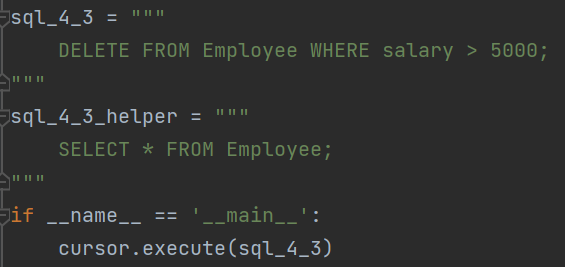 sql_4_3 = """
    DELETE FROM Employee WHERE salary > 5000;
"""
sql_4_3_helper = """
    SELECT * FROM Employee;
"""
if __name__ == '__main__':
    cursor.execute(sql_4_3)